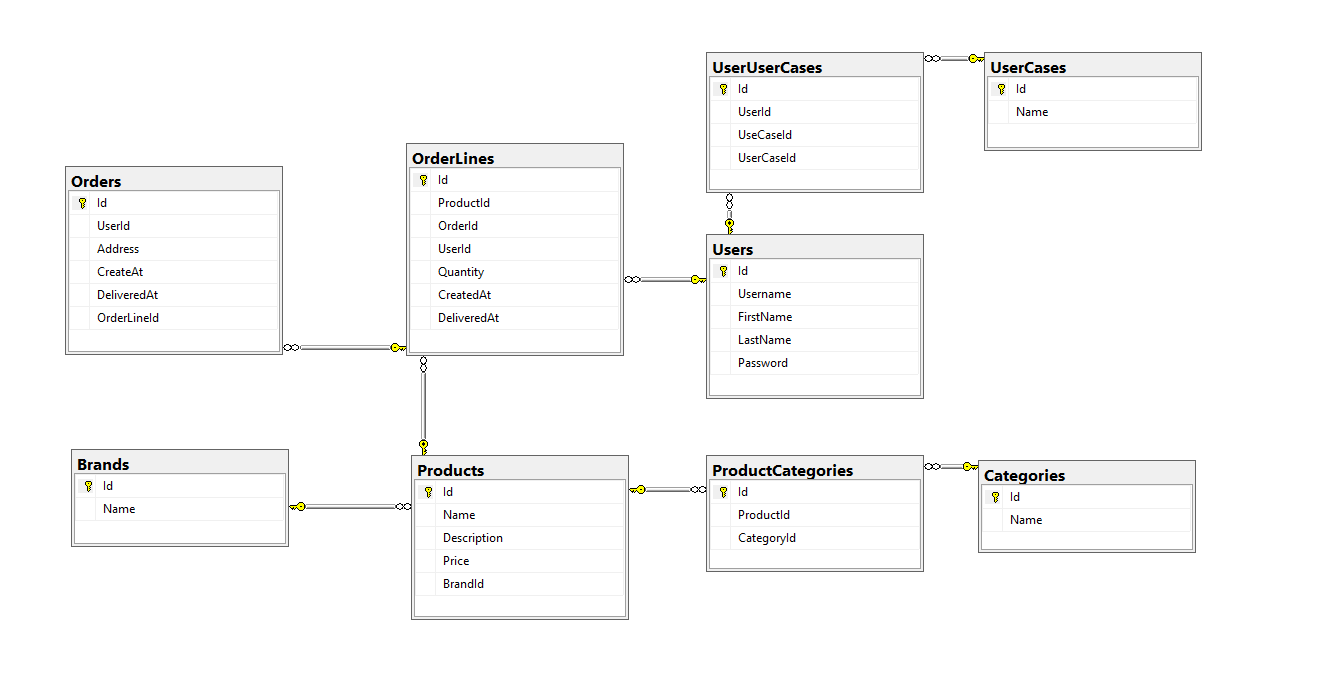 UserUserCases
Id
UserId
UseCaseId
UserCaseId
UserCases
Id
Name
OrderLines
Id
ProductId
OrderId
UserId
Quantity
CreatedAt
DeliveredAt
Orders
Id
UserId
Address
CreateAt
DeliveredAt
OrderLineId
Users
Id
Username
FirstName
LastName
Password
Brands
Id
Name
Products
Id
Name
Description
Price
BrandId
ProductCategories
Id
ProductId
CategoryId
Categories
Id
Name